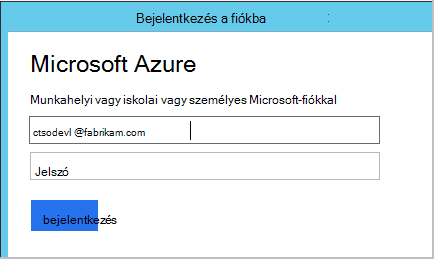 Bejelentkezés a fiókba
Microsoft Azure
Munkahelyi vagy iskolai vagy személyes Microsoft-fiókkal
ctsodevl @fabrikam.com
Jelszó
bejelentkezés